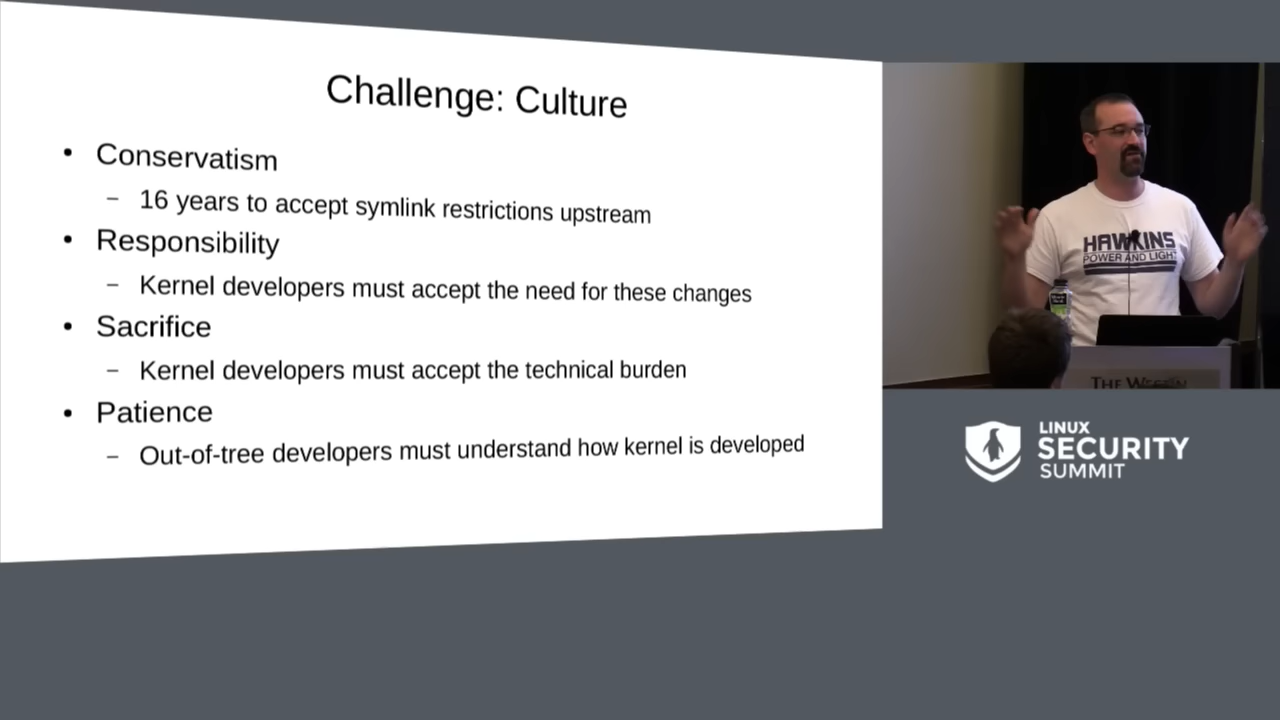 Challenge: Culture
• Conservatism
– 16 years to accept symlink restrictions upstream
• Responsibility
– Kernel developers must accept the need for these changes
• Sacrifice
– Kernel developers must accept the technical burden
• Patience
– Out-of-tree developers must understand how kernel is developed
HAWKINS
POWER AND LIGHT
THE WESTIN
LINUX
SECURITY
SUMMIT